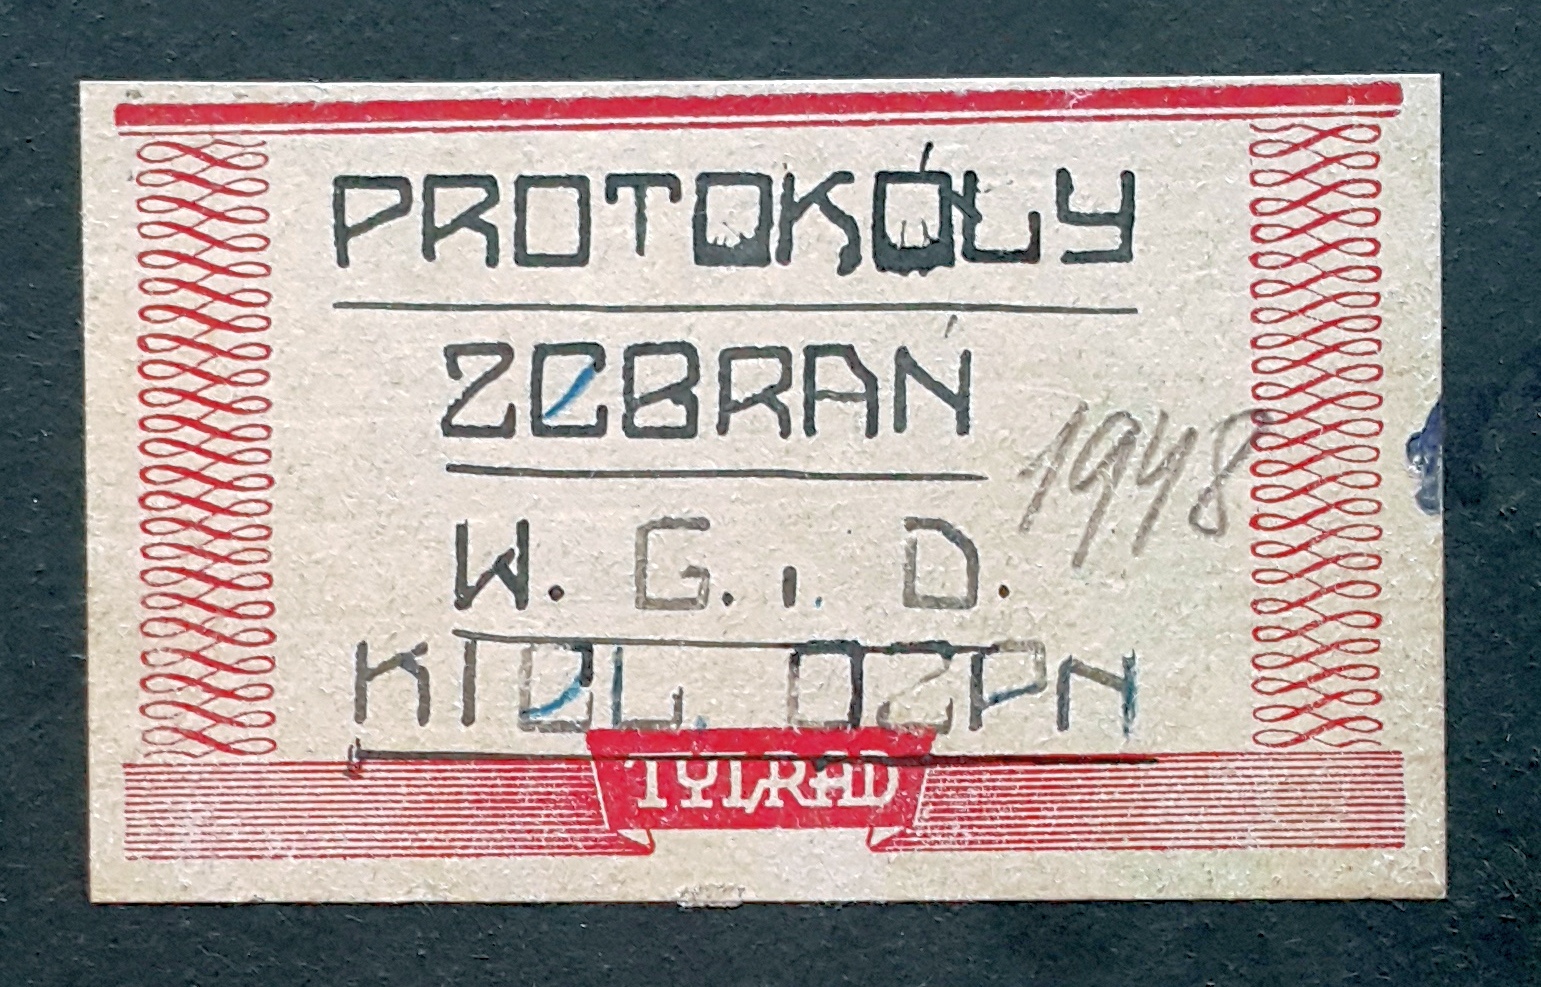 PROTOKÓŁY
ZEBRAŃ
1948
W. G. i. D.
KIEL. OZPN
TYLRAD